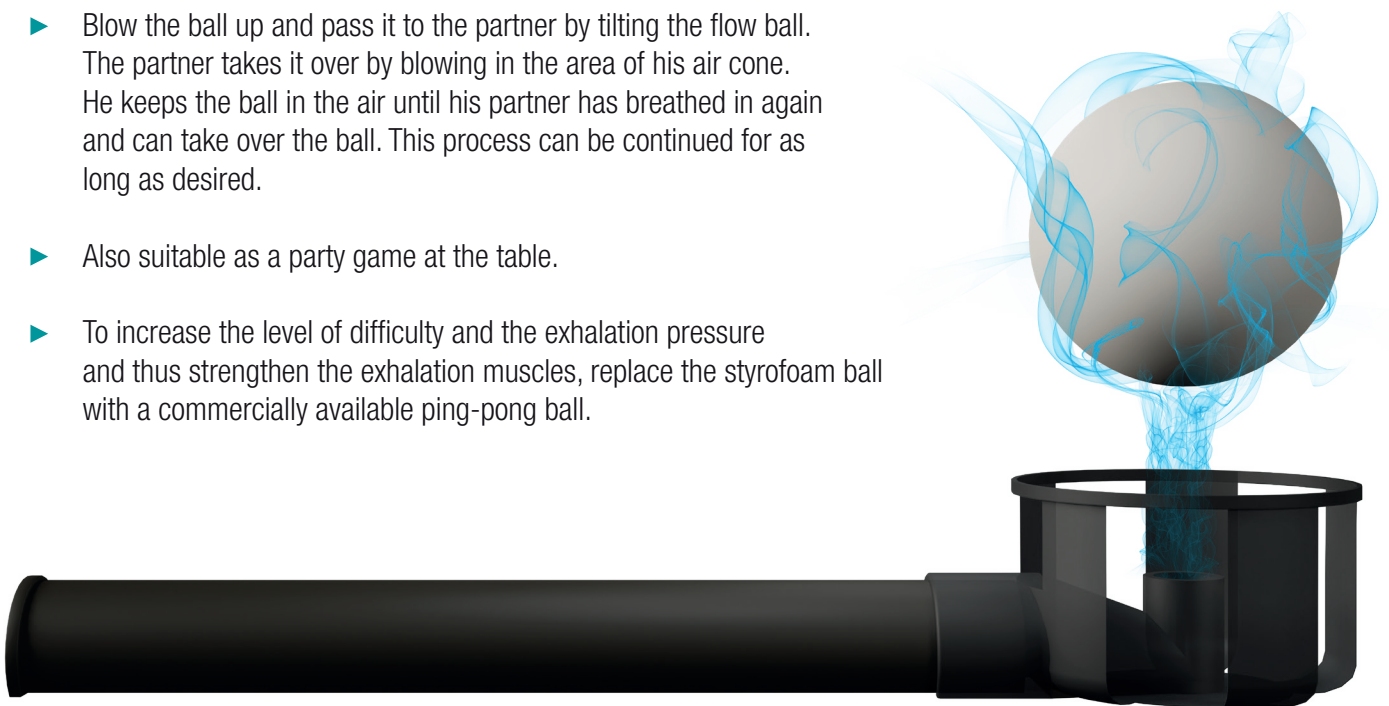 ► Blow the ball up and pass it to the partner by tilting the flow ball.
The partner takes it over by blowing in the area of his air cone.
He keeps the ball in the air until his partner has breathed in again
and can take over the ball. This process can be continued for as
long as desired.
► Also suitable as a party game at the table.
► To increase the level of difficulty and the exhalation pressure
and thus strengthen the exhalation muscles, replace the styrofoam ball
with a commercially available ping-pong ball.